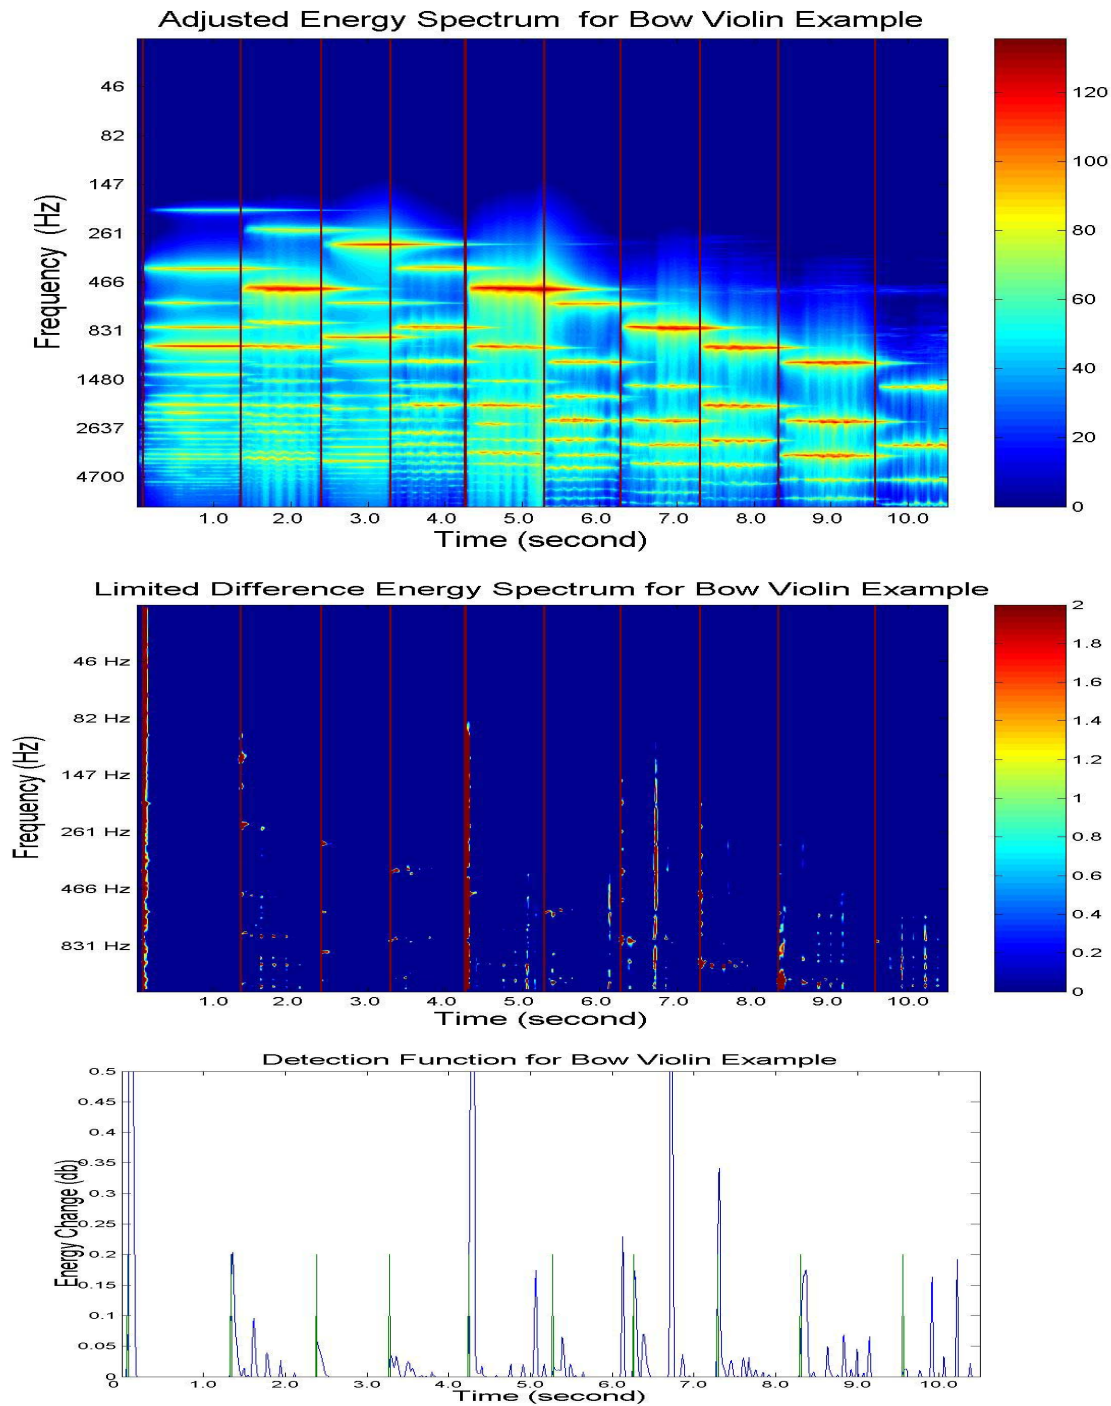 Adjusted Energy Spectrum for Bow Violin Example
Frequency (Hz)
46
82
147
261
466
831
1480
2637
4700
1.0 2.0 3.0 4.0 5.0 6.0 7.0 8.0 9.0 10.0
Time (second)
120
100
80
60
40
20
0
Limited Difference Energy Spectrum for Bow Violin Example
Frequency (Hz)
46 Hz
82 Hz
147 Hz
261 Hz
466 Hz
831 Hz
1.0 2.0 3.0 4.0 5.0 6.0 7.0 8.0 9.0 10.0
Time (second)
2
1.8
1.6
1.4
1.2
1
0.8
0.6
0.4
0.2
0
Detection Function for Bow Violin Example
Energy Change (db)
0.5
0.45
0.4
0.35
0.3
0.25
0.2
0.15
0.1
0.05
0
0 1.0 2.0 3.0 4.0 5.0 6.0 7.0 8.0 9.0 10.0
Time (second)